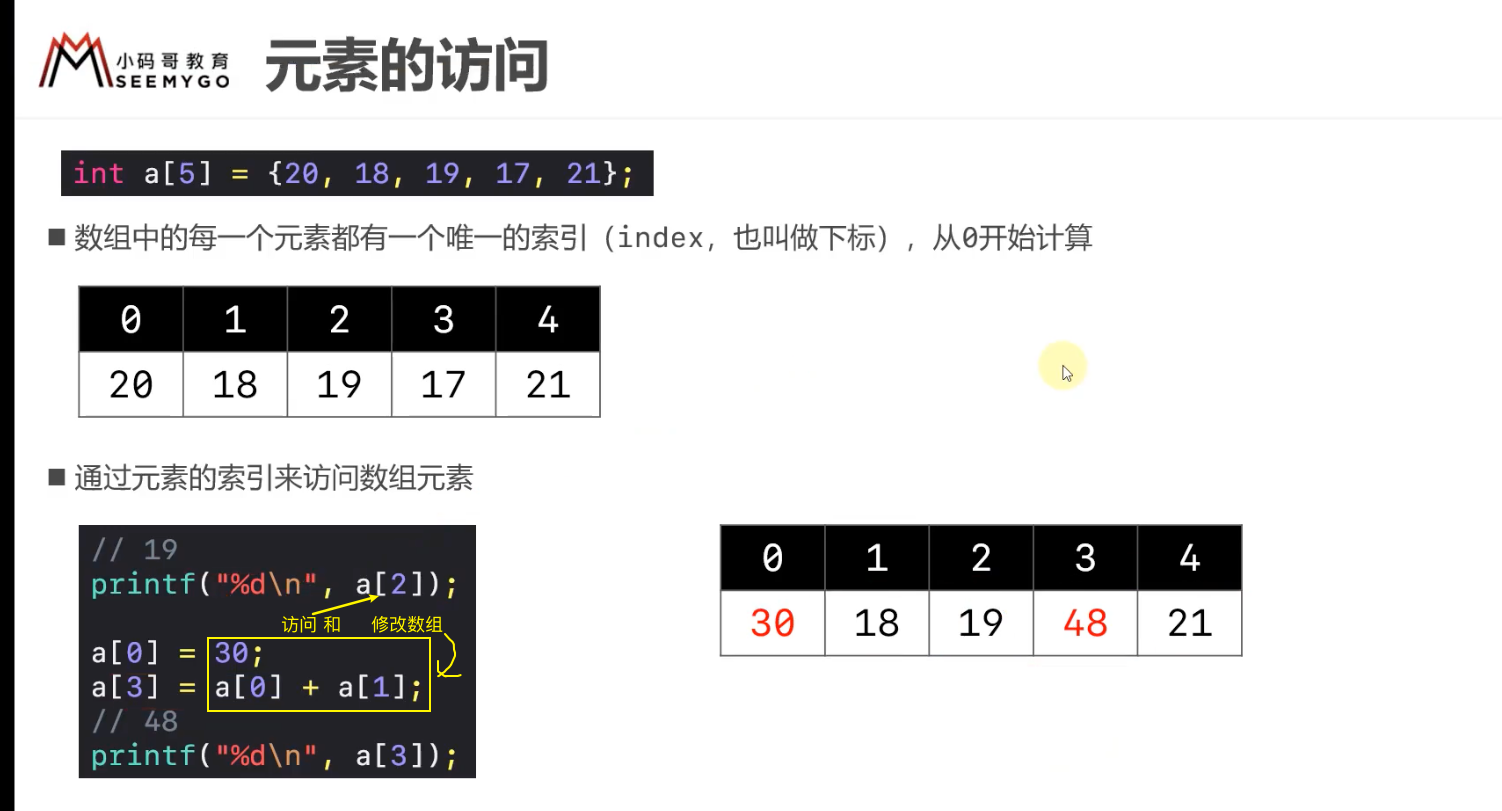 小码哥教育
SEEMYGO
元素的访问
int a[5] = {20, 18, 19, 17, 21};
■ 数组中的每一个元素都有一个唯一的索引（index，也叫做下标），从0开始计算
0 1 2 3 4
20 18 19 17 21
■ 通过元素的索引来访问数组元素
// 19
printf("%d\n", a[2]);
访问 和 修改数组
a[0] = 30;
a[3] = a[0] + a[1];
// 48
printf("%d\n", a[3]);
0 1 2 3 4
30 18 19 48 21